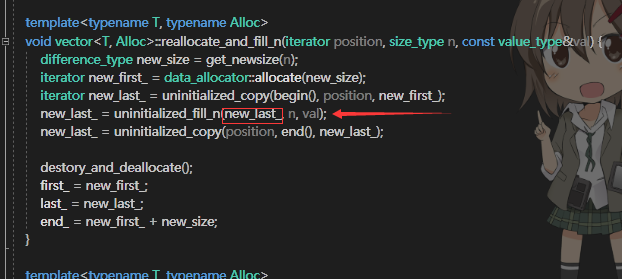 template<typename T, typename Alloc>
void vector<T, Alloc>::reallocate_and_fill_n(iterator position, size_type n, const value_type&val) {
difference_type new_size = get_newsize(n);
iterator new_first_ = data_allocator::allocate(new_size);
iterator new_last_ = uninitialized_copy(begin(), position, new_first_);
new_last_ = uninitialized_fill_n(new_last_, n, val);
new_last_ = uninitialized_copy(position, end(), new_last_);
destory_and_deallocate();
first_ = new_first_;
last_ = new_last_;
end_ = new_first_ + new_size;
}
template<typename T, typename Alloc>